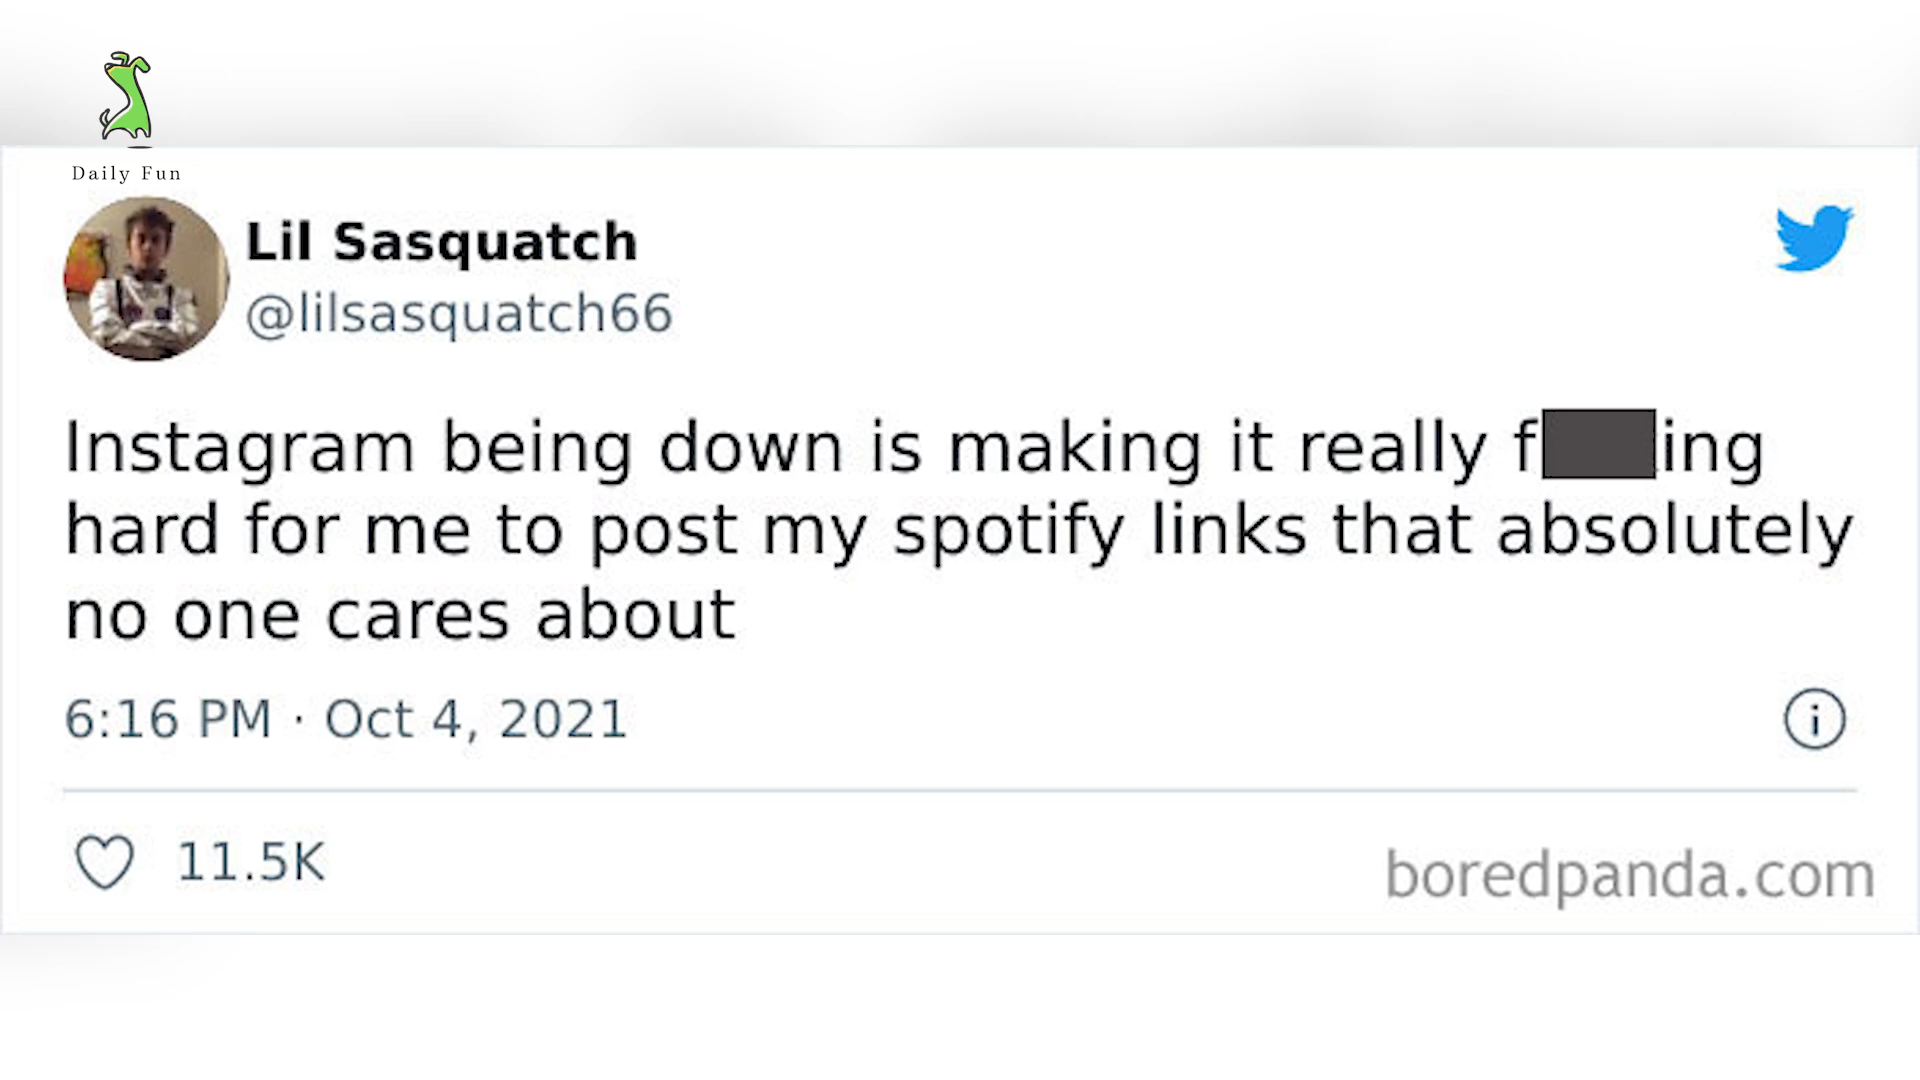 Daily Fun
Lil Sasquatch
@lilsasquatch66
Instagram being down is making it really f ing
hard for me to post my spotify links that absolutely
no one cares about
6:16 PM · Oct 4, 2021
11.5K
boredpanda.com